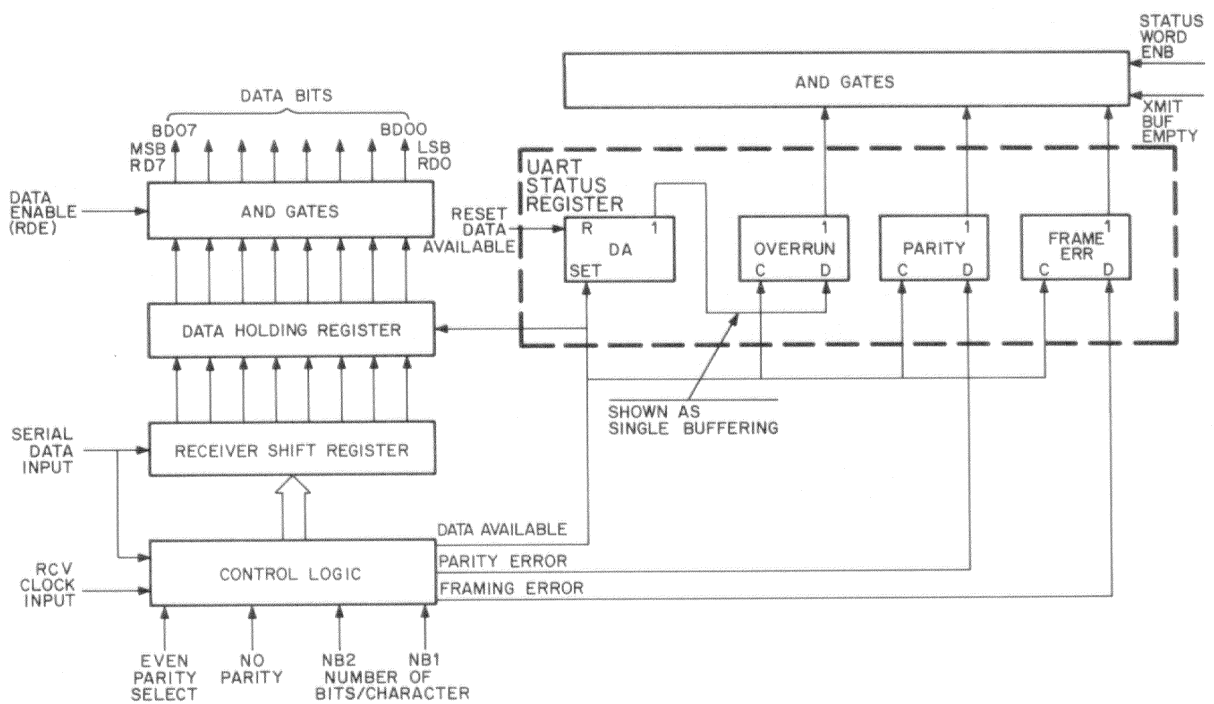 STATUS
WORD
ENB
AND GATES
XMIT
BUF
EMPTY
DATA BITS
BD07
BD00
MSB
RD7
LSB
RD0
DATA
ENABLE
(RDE)
AND GATES
UART
STATUS
REGISTER
RESET
DATA
AVAILABLE
R 1
DA
SET
1
OVERRUN
C D
1
PARITY
C D
1
FRAME
ERR
C D
DATA HOLDING REGISTER
SHOWN AS
SINGLE BUFFERING
SERIAL
DATA
INPUT
RECEIVER SHIFT REGISTER
DATA AVAILABLE
PARITY ERROR
FRAMING ERROR
RCV
CLOCK
INPUT
CONTROL LOGIC
EVEN
PARITY
SELECT
NO
PARITY
NB2 NB1
NUMBER OF
BITS/CHARACTER